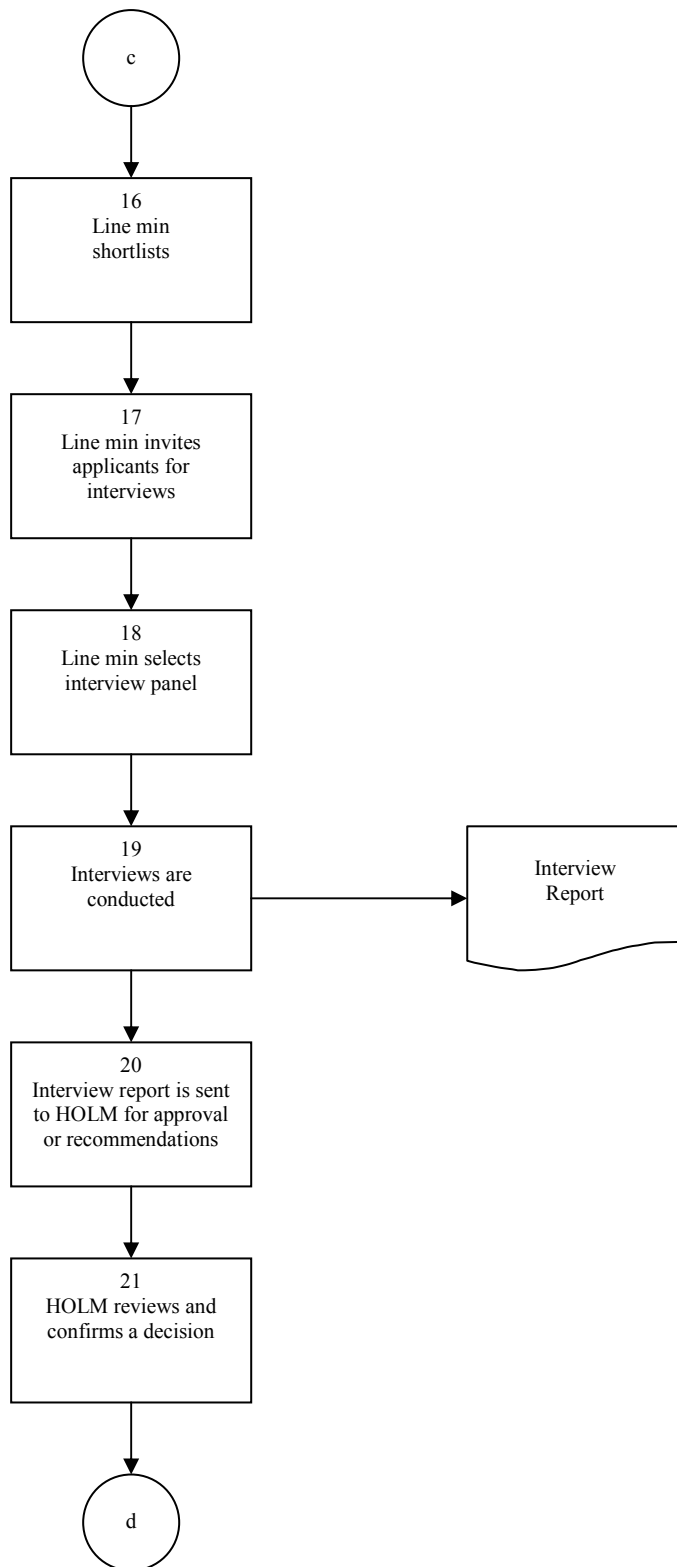 c
16
Line min
shortlists
17
Line min invites
applicants for
interviews
18
Line min selects
interview panel
19
Interviews are
conducted
Interview
Report
20
Interview report is sent
to HOLM for approval
or recommendations
21
HOLM reviews and
confirms a decision
d